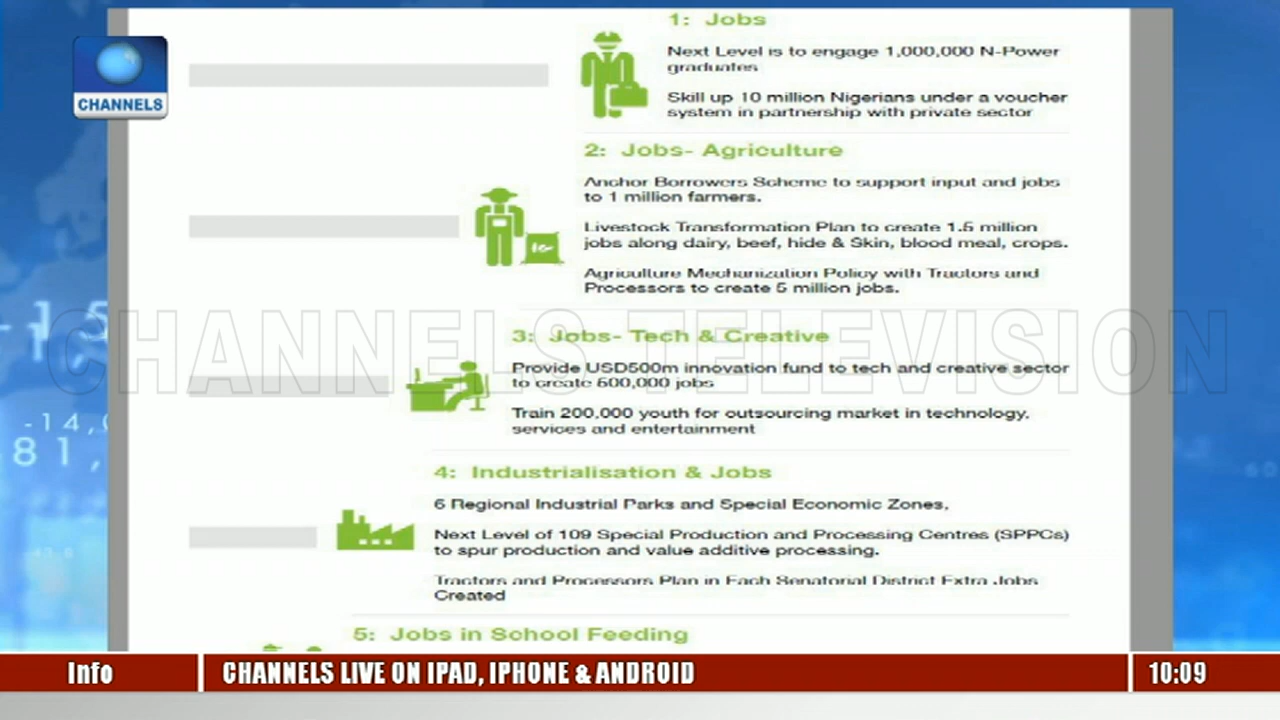 CHANNELS
1: Jobs
Next Level is to engage 1,000,000 N-Power
graduates
Skill up 10 million Nigerians under a voucher
system in partnership with private sector
2: Jobs- Agriculture
Anchor Borrowers Scheme to support input and jobs
to 1 million farmers.
Livestock Transformation Plan to create 1.5 million
jobs along dairy, beef, hide & Skin, blood meal, crops.
Agriculture Mechanization Policy with Tractors and
Processors to create 5 million jobs.
CHANNELS TELEVISION
3: Jobs- Tech & Creative
Provide USD500m innovation fund to tech and creative sector
to create 500,000 jobs
Train 200,000 youth for outsourcing market in technology,
services and entertainment
4: Industrialisation & Jobs
6 Regional Industrial Parks and Special Economic Zones,
Next Level of 109 Special Production and Processing Centres (SPPCs)
to spur production and value additive processing.
Tractors and Processors Plan in Each Senatorial District Extra Jobs
Created
5: Jobs in School Feeding
Info
CHANNELS LIVE ON IPAD, IPHONE & ANDROID
10:09